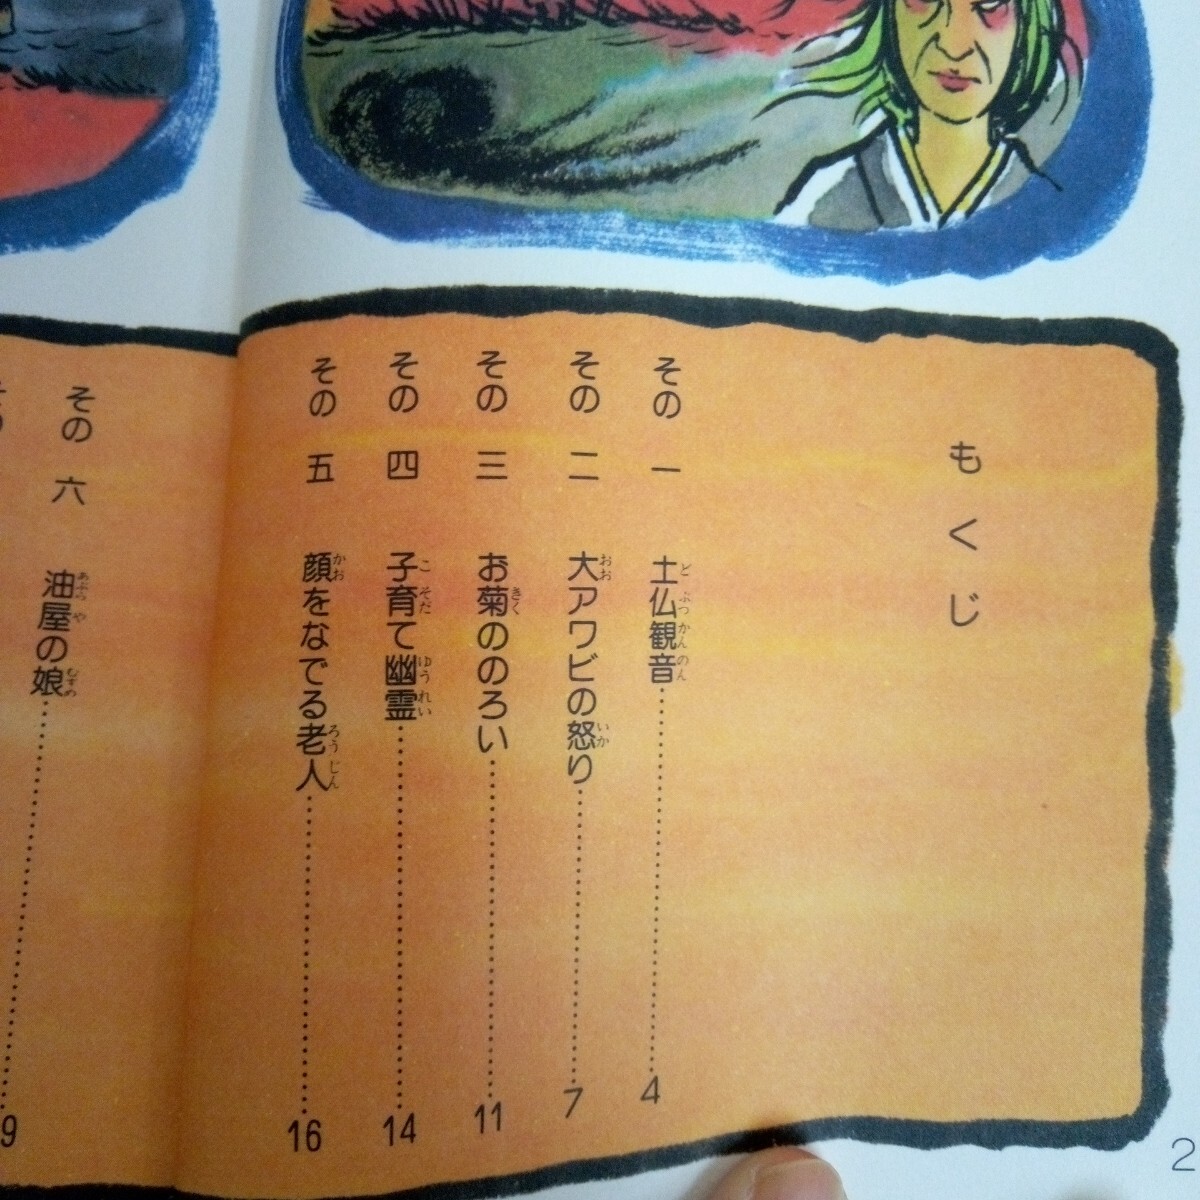 もくじ
その一 土仏観音 4
その二 大アワビの怒り 7
その三 お菊ののろい 11
その四 子育て幽霊 14
その五 顔をなでる老人 16
その六 油屋の娘 9
2